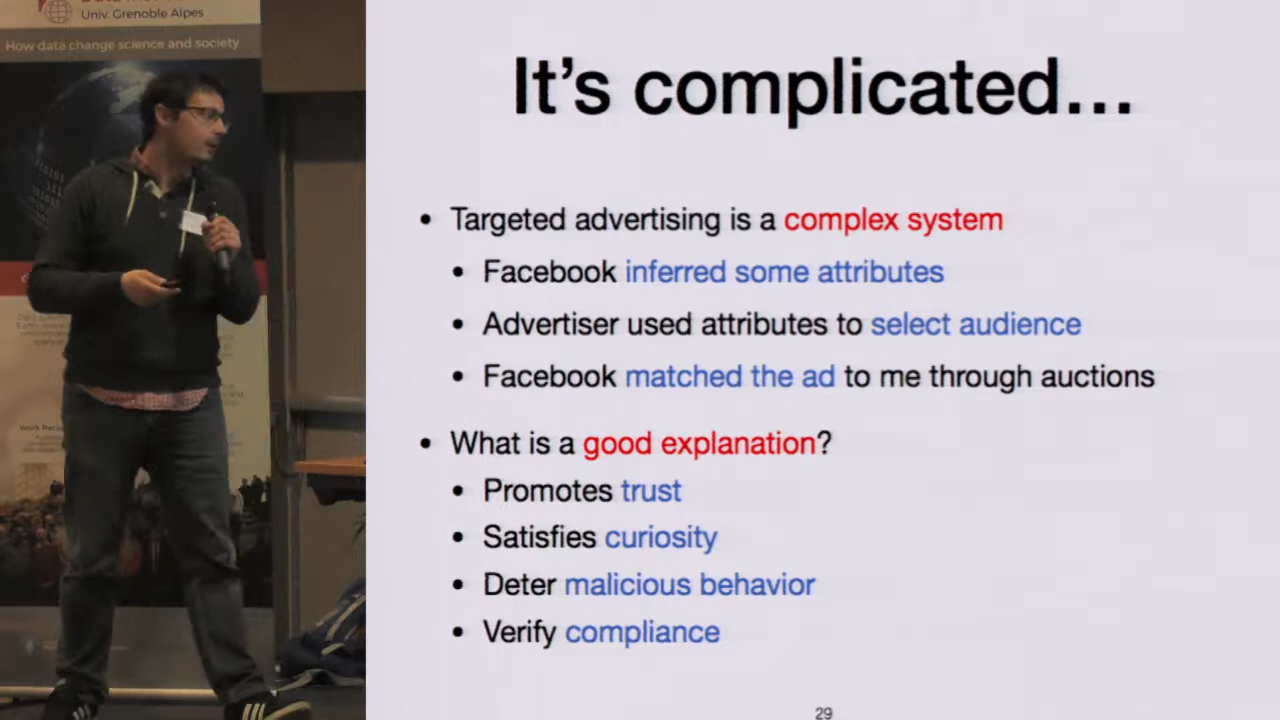 Univ. Grenoble Alpes
How data change science and society
It's complicated...
• Targeted advertising is a complex system
• Facebook inferred some attributes
• Advertiser used attributes to select audience
• Facebook matched the ad to me through auctions
• What is a good explanation?
• Promotes trust
• Satisfies curiosity
• Deter malicious behavior
• Verify compliance
29